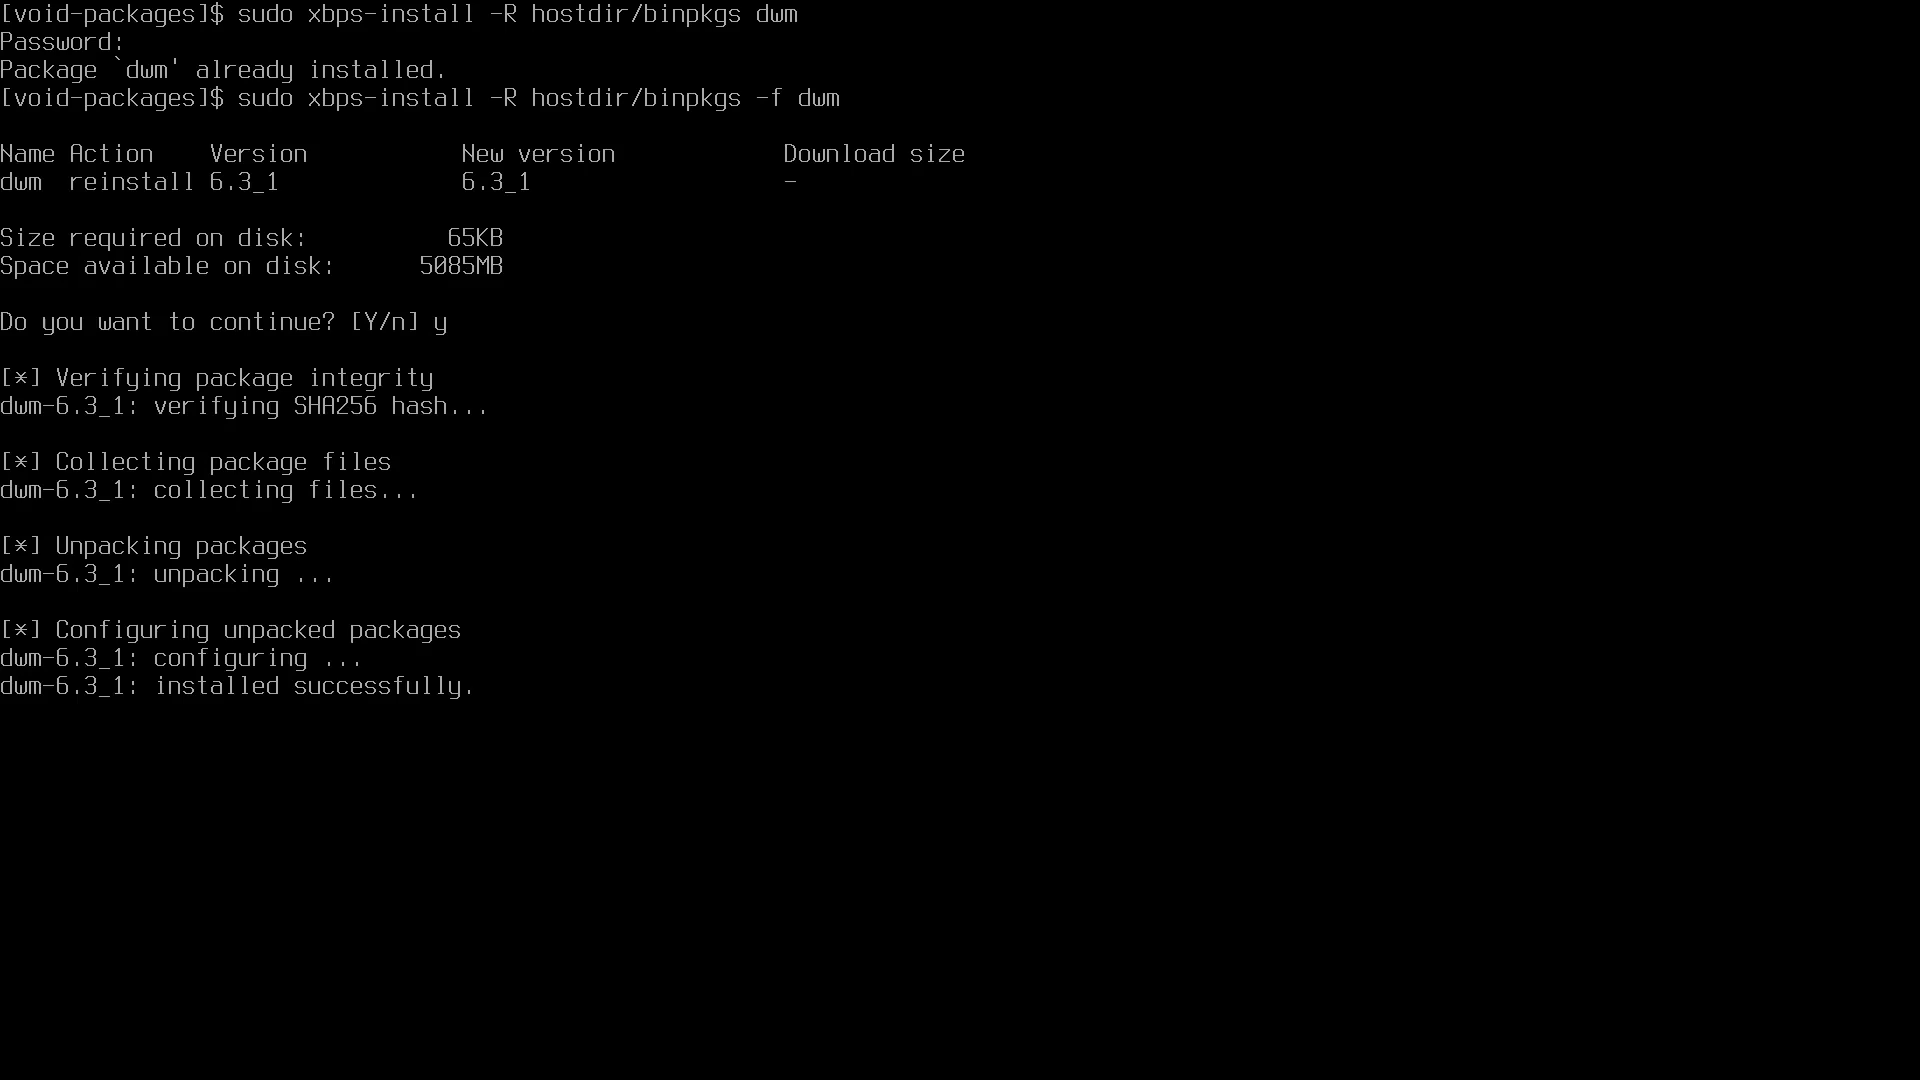 [void-packages]$ sudo xbps-install -R hostdir/binpkgs dwm
Password:
Package `dwm' already installed.
[void-packages]$ sudo xbps-install -R hostdir/binpkgs -f dwm
Name Action    Version           New version            Download size
dwm  reinstall 6.3_1             6.3_1                  -
Size required on disk:          65KB
Space available on disk:      5085MB
Do you want to continue? [Y/n] y
[*] Verifying package integrity
dwm-6.3_1: verifying SHA256 hash...
[*] Collecting package files
dwm-6.3_1: collecting files...
[*] Unpacking packages
dwm-6.3_1: unpacking ...
[*] Configuring unpacked packages
dwm-6.3_1: configuring ...
dwm-6.3_1: installed successfully.